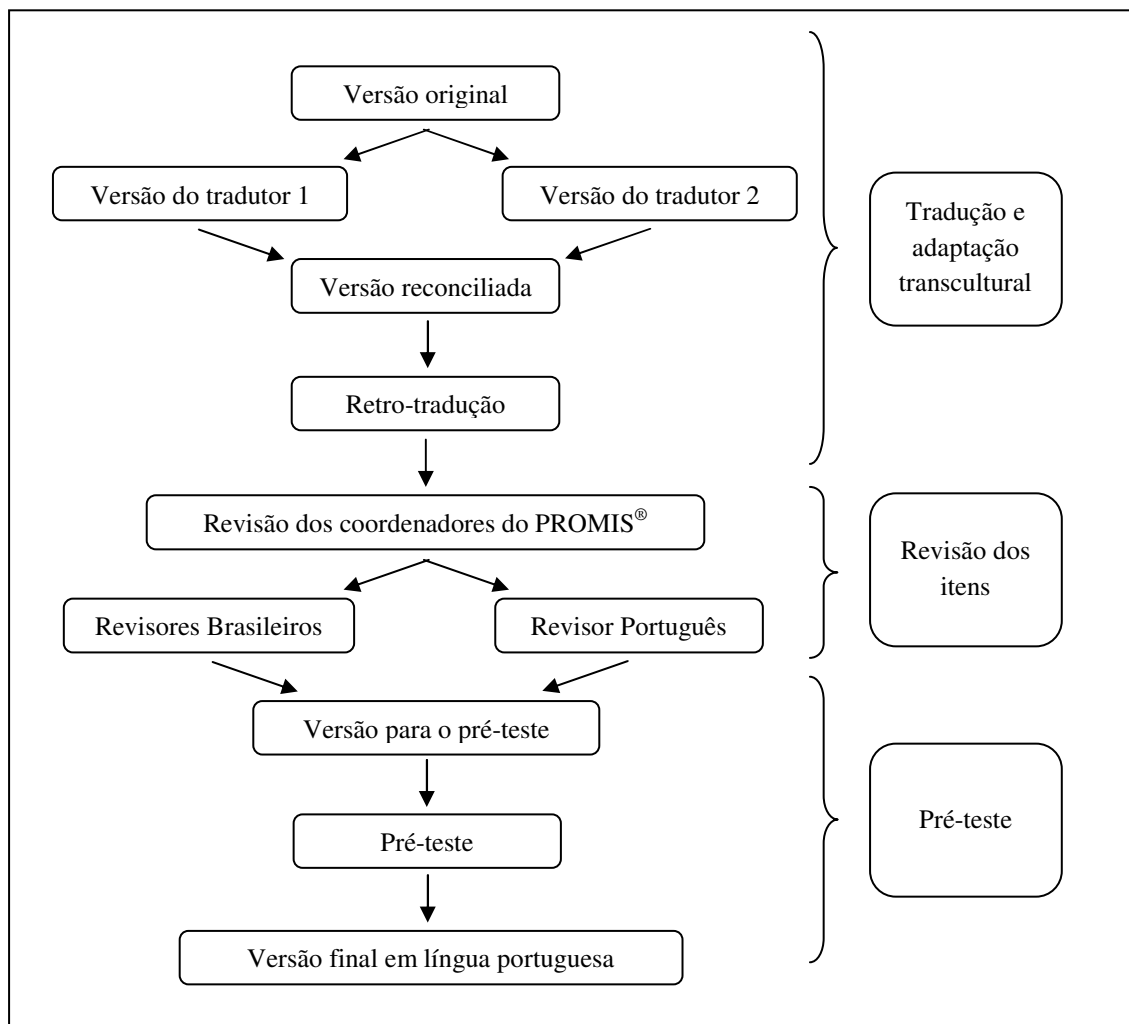 Versão original
Versão do tradutor 1
Versão do tradutor 2
Versão reconciliada
Retro-tradução
Tradução e
adaptação
transcultural
Revisão dos coordenadores do PROMIS®
Revisores Brasileiros
Revisor Português
Revisão dos
itens
Versão para o pré-teste
Pré-teste
Versão final em língua portuguesa
Pré-teste